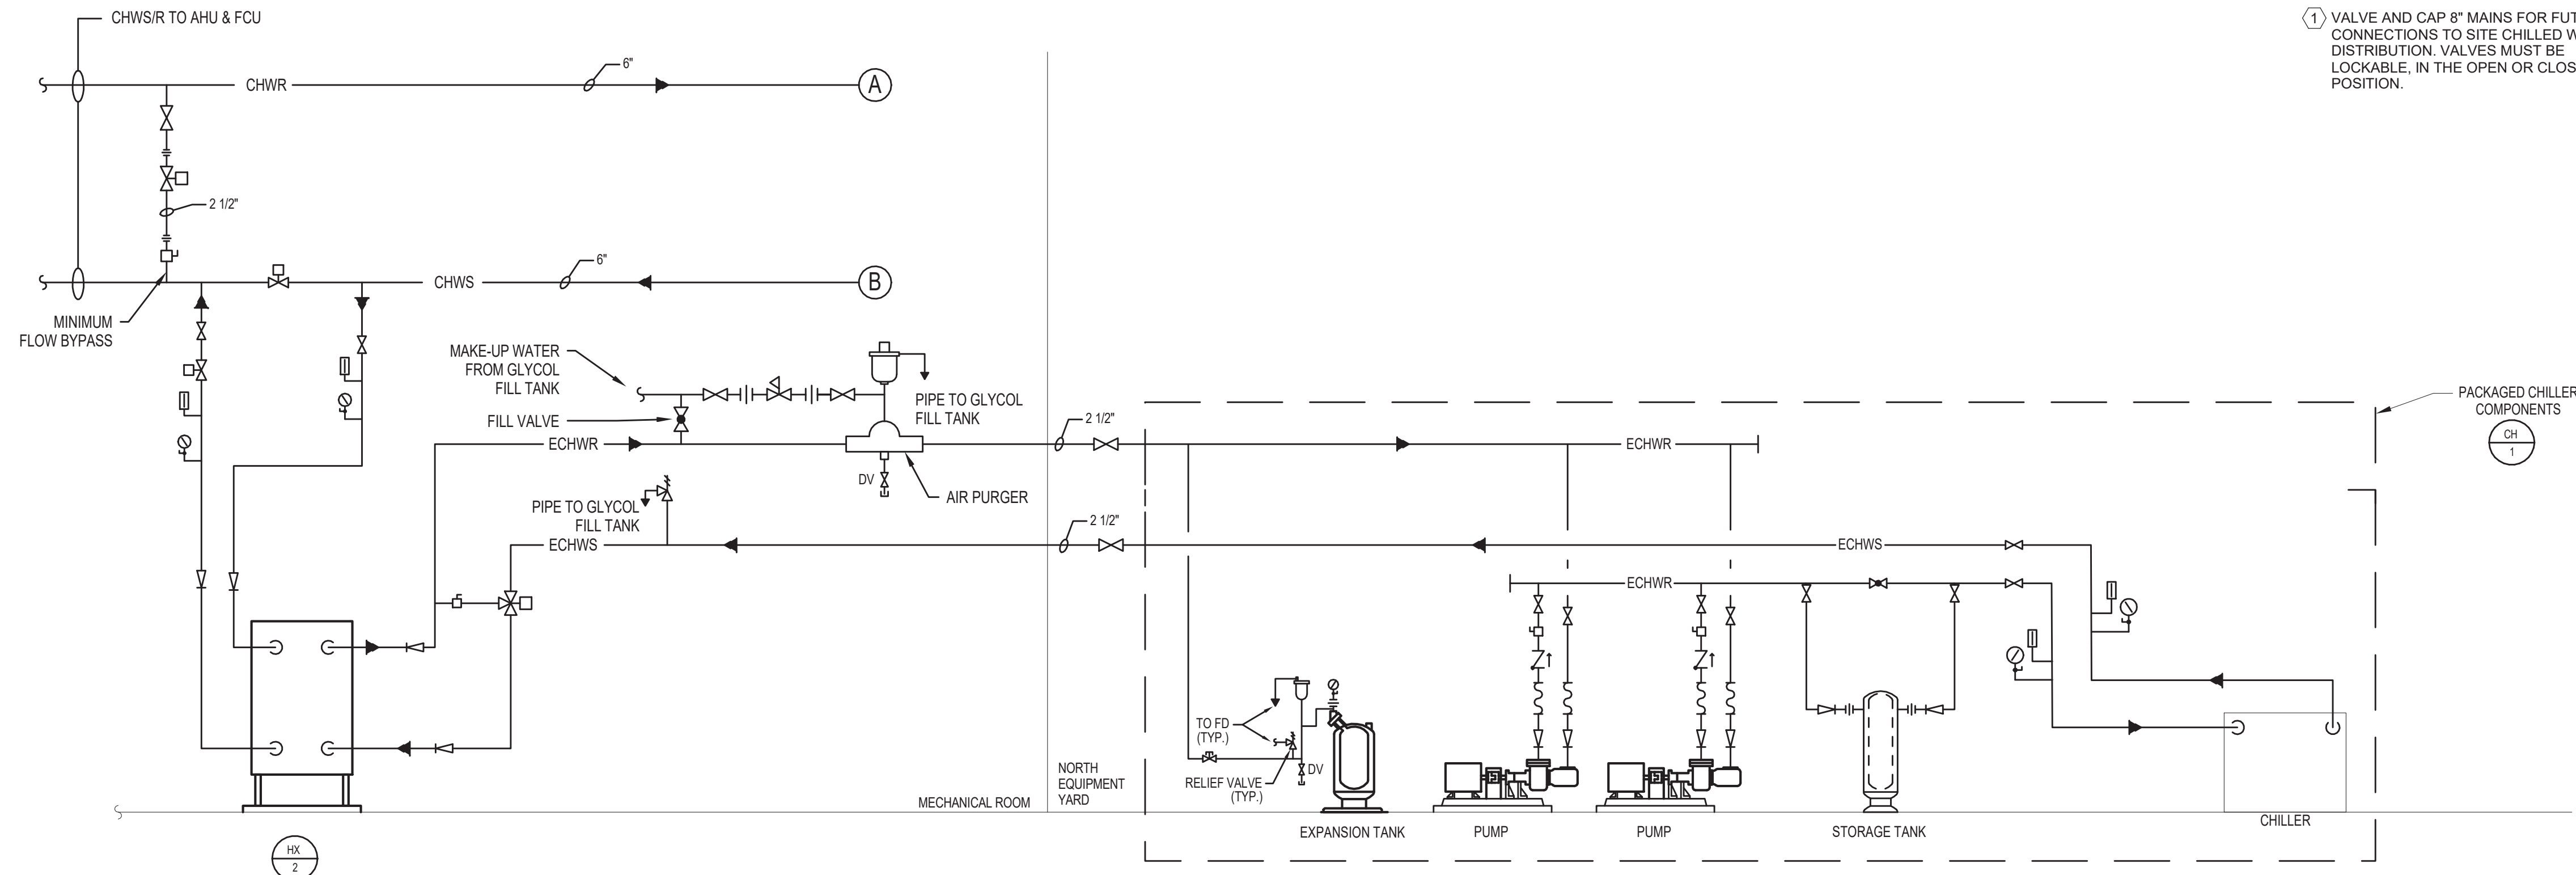 CHWS/R TO AHU & FCU
1 VALVE AND CAP 8" MAINS FOR FUT
CONNECTIONS TO SITE CHILLED W
DISTRIBUTION. VALVES MUST BE
LOCKABLE, IN THE OPEN OR CLOS
POSITION.
6"
CHWR
A
2 1/2"
6"
CHWS
B
MINIMUM
FLOW BYPASS
MAKE-UP WATER
FROM GLYCOL
FILL TANK
PIPE TO GLYCOL
FILL TANK
FILL VALVE
2 1/2"
PACKAGED CHILLER
COMPONENTS
CH
1
ECHWR
ECHWR
DV
AIR PURGER
PIPE TO GLYCOL
FILL TANK
2 1/2"
ECHWS
ECHWS
ECHWR
TO FD
(TYP.)
DV
RELIEF VALVE
(TYP.)
NORTH
EQUIPMENT
YARD
MECHANICAL ROOM
EXPANSION TANK
PUMP
PUMP
STORAGE TANK
CHILLER
HX
2